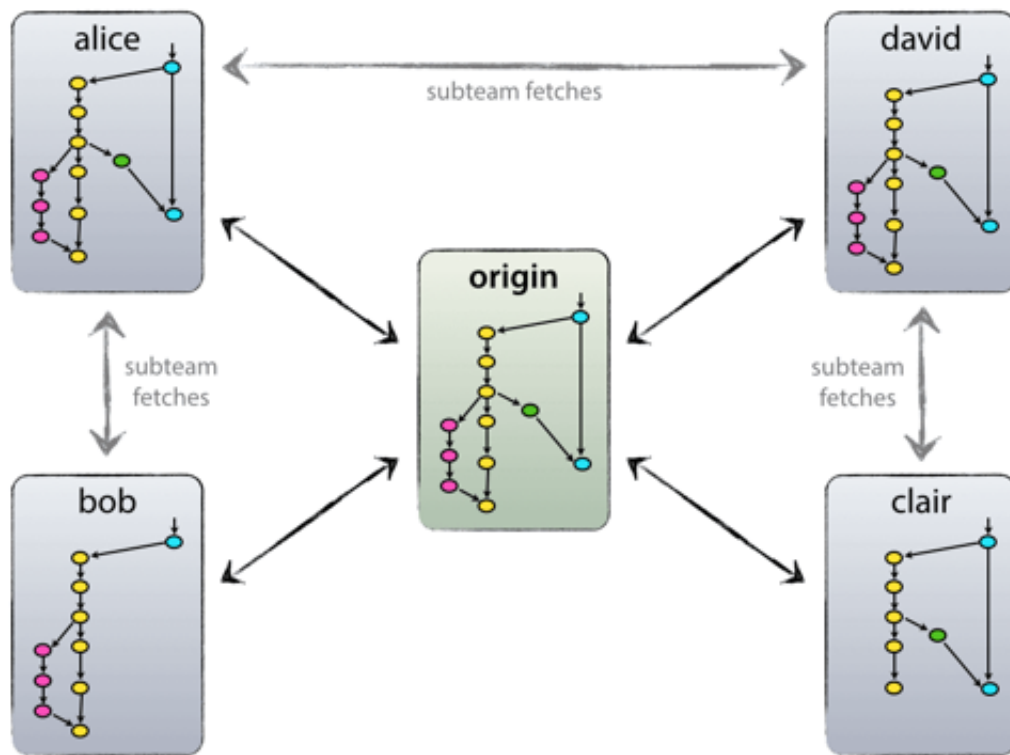 alice
david
subteam fetches
origin
subteam
fetches
subteam
fetches
bob
clair